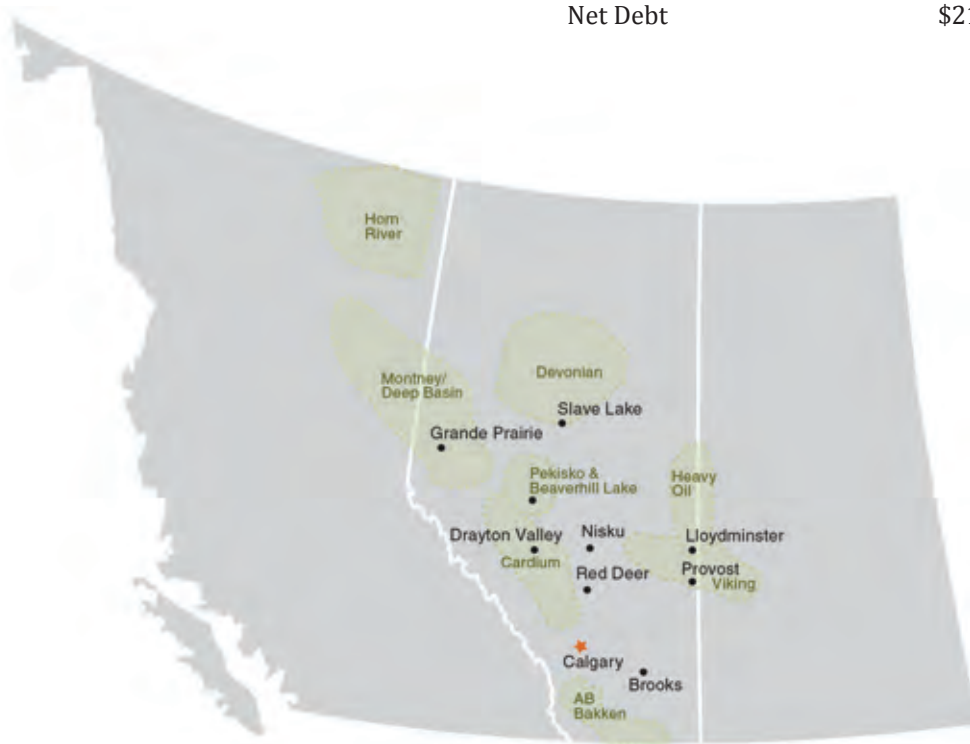 Net Debt $21
Horn
River
Montney/
Deep Basin
Devonian
Slave Lake
Grande Prairie
Pekisko &
Beaverhill Lake
Heavy
Oil
Drayton Valley
Nisku
Lloydminster
Cardium
Red Deer
Provost
Viking
Calgary
Brooks
AB
Bakken